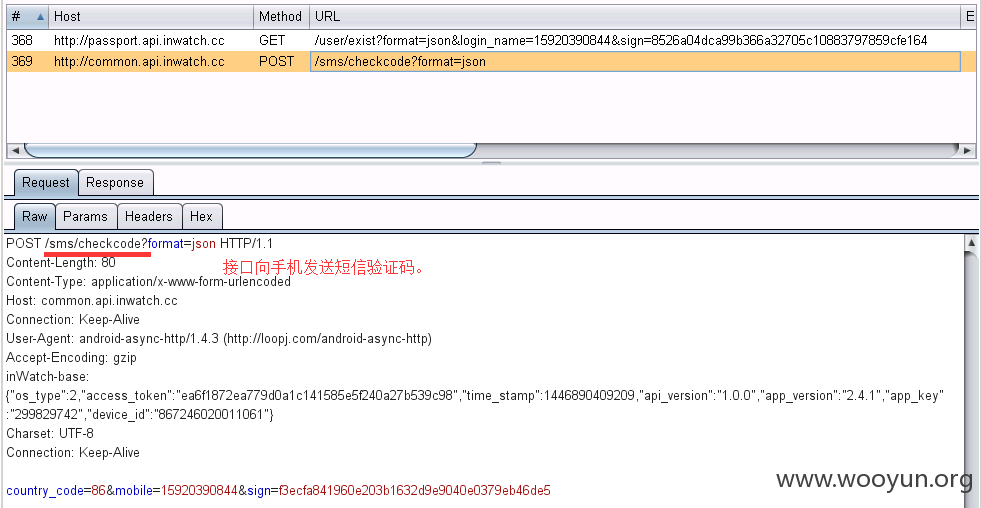 # Host Method URL E
368 http://passport.api.inwatch.cc GET /user/exist?format=json&login_name=15920390844&sign=8526a04dca99b366a32705c10883797859cfe164
369 http://common.api.inwatch.cc POST /sms/checkcode?format=json
Request Response
Raw Params Headers Hex
POST /sms/checkcode?format=json HTTP/1.1
Content-Length: 80
接口向手机发送短信验证码。
Content-Type: application/x-www-form-urlencoded
Host: common.api.inwatch.cc
Connection: Keep-Alive
User-Agent: android-async-http/1.4.3 (http://loopj.com/android-async-http)
Accept-Encoding: gzip
inWatch-base:
{"os_type":2,"access_token":"ea6f1872ea779d0a1c141585e5f240a27b539c98","time_stamp":1446890409209,"api_version":"1.0.0","app_version":"2.4.1","app_key"
:"299829742","device_id":"867246020011061"}
Charset: UTF-8
Connection: Keep-Alive
www.wooyun.org
country_code=86&mobile=15920390844&sign=f3ecfa841960e203b1632d9e9040e0379eb46de5